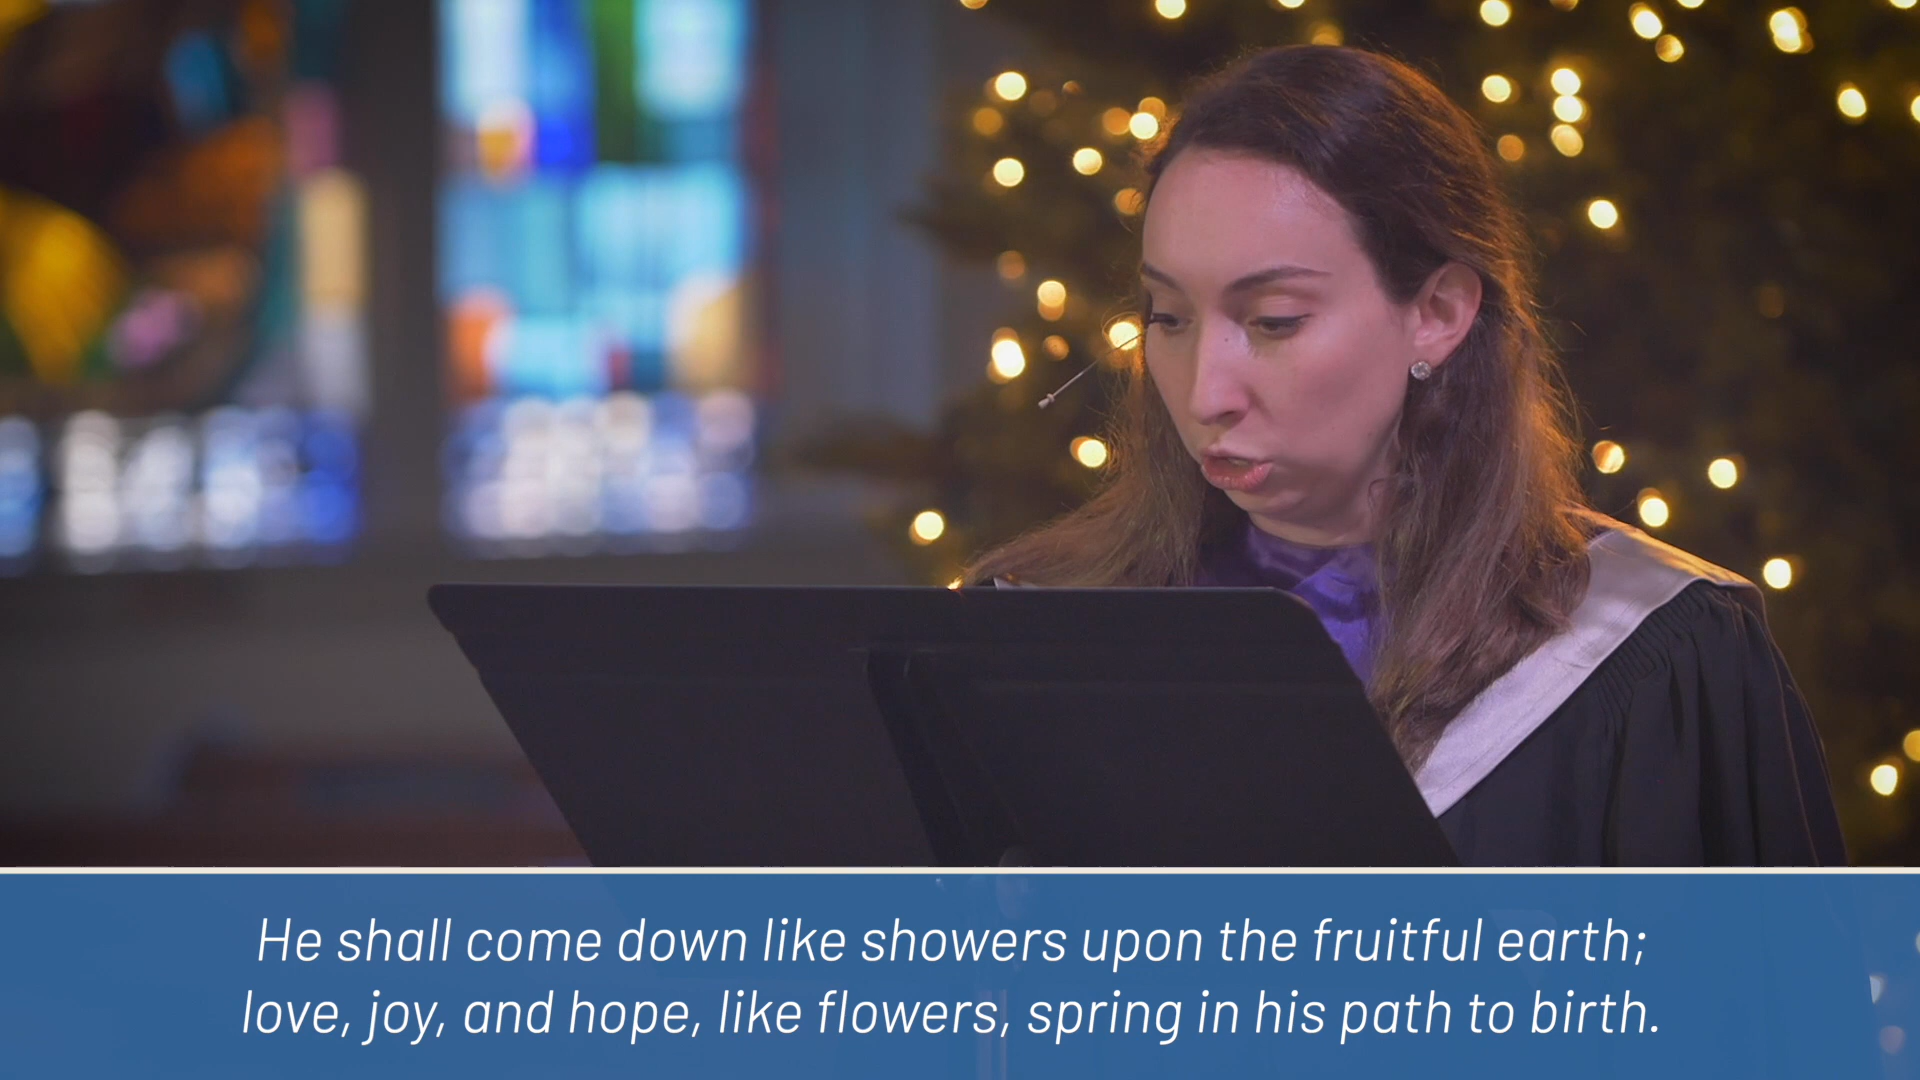 He shall come down like showers upon the fruitful earth;
love, joy, and hope, like flowers, spring in his path to birth.